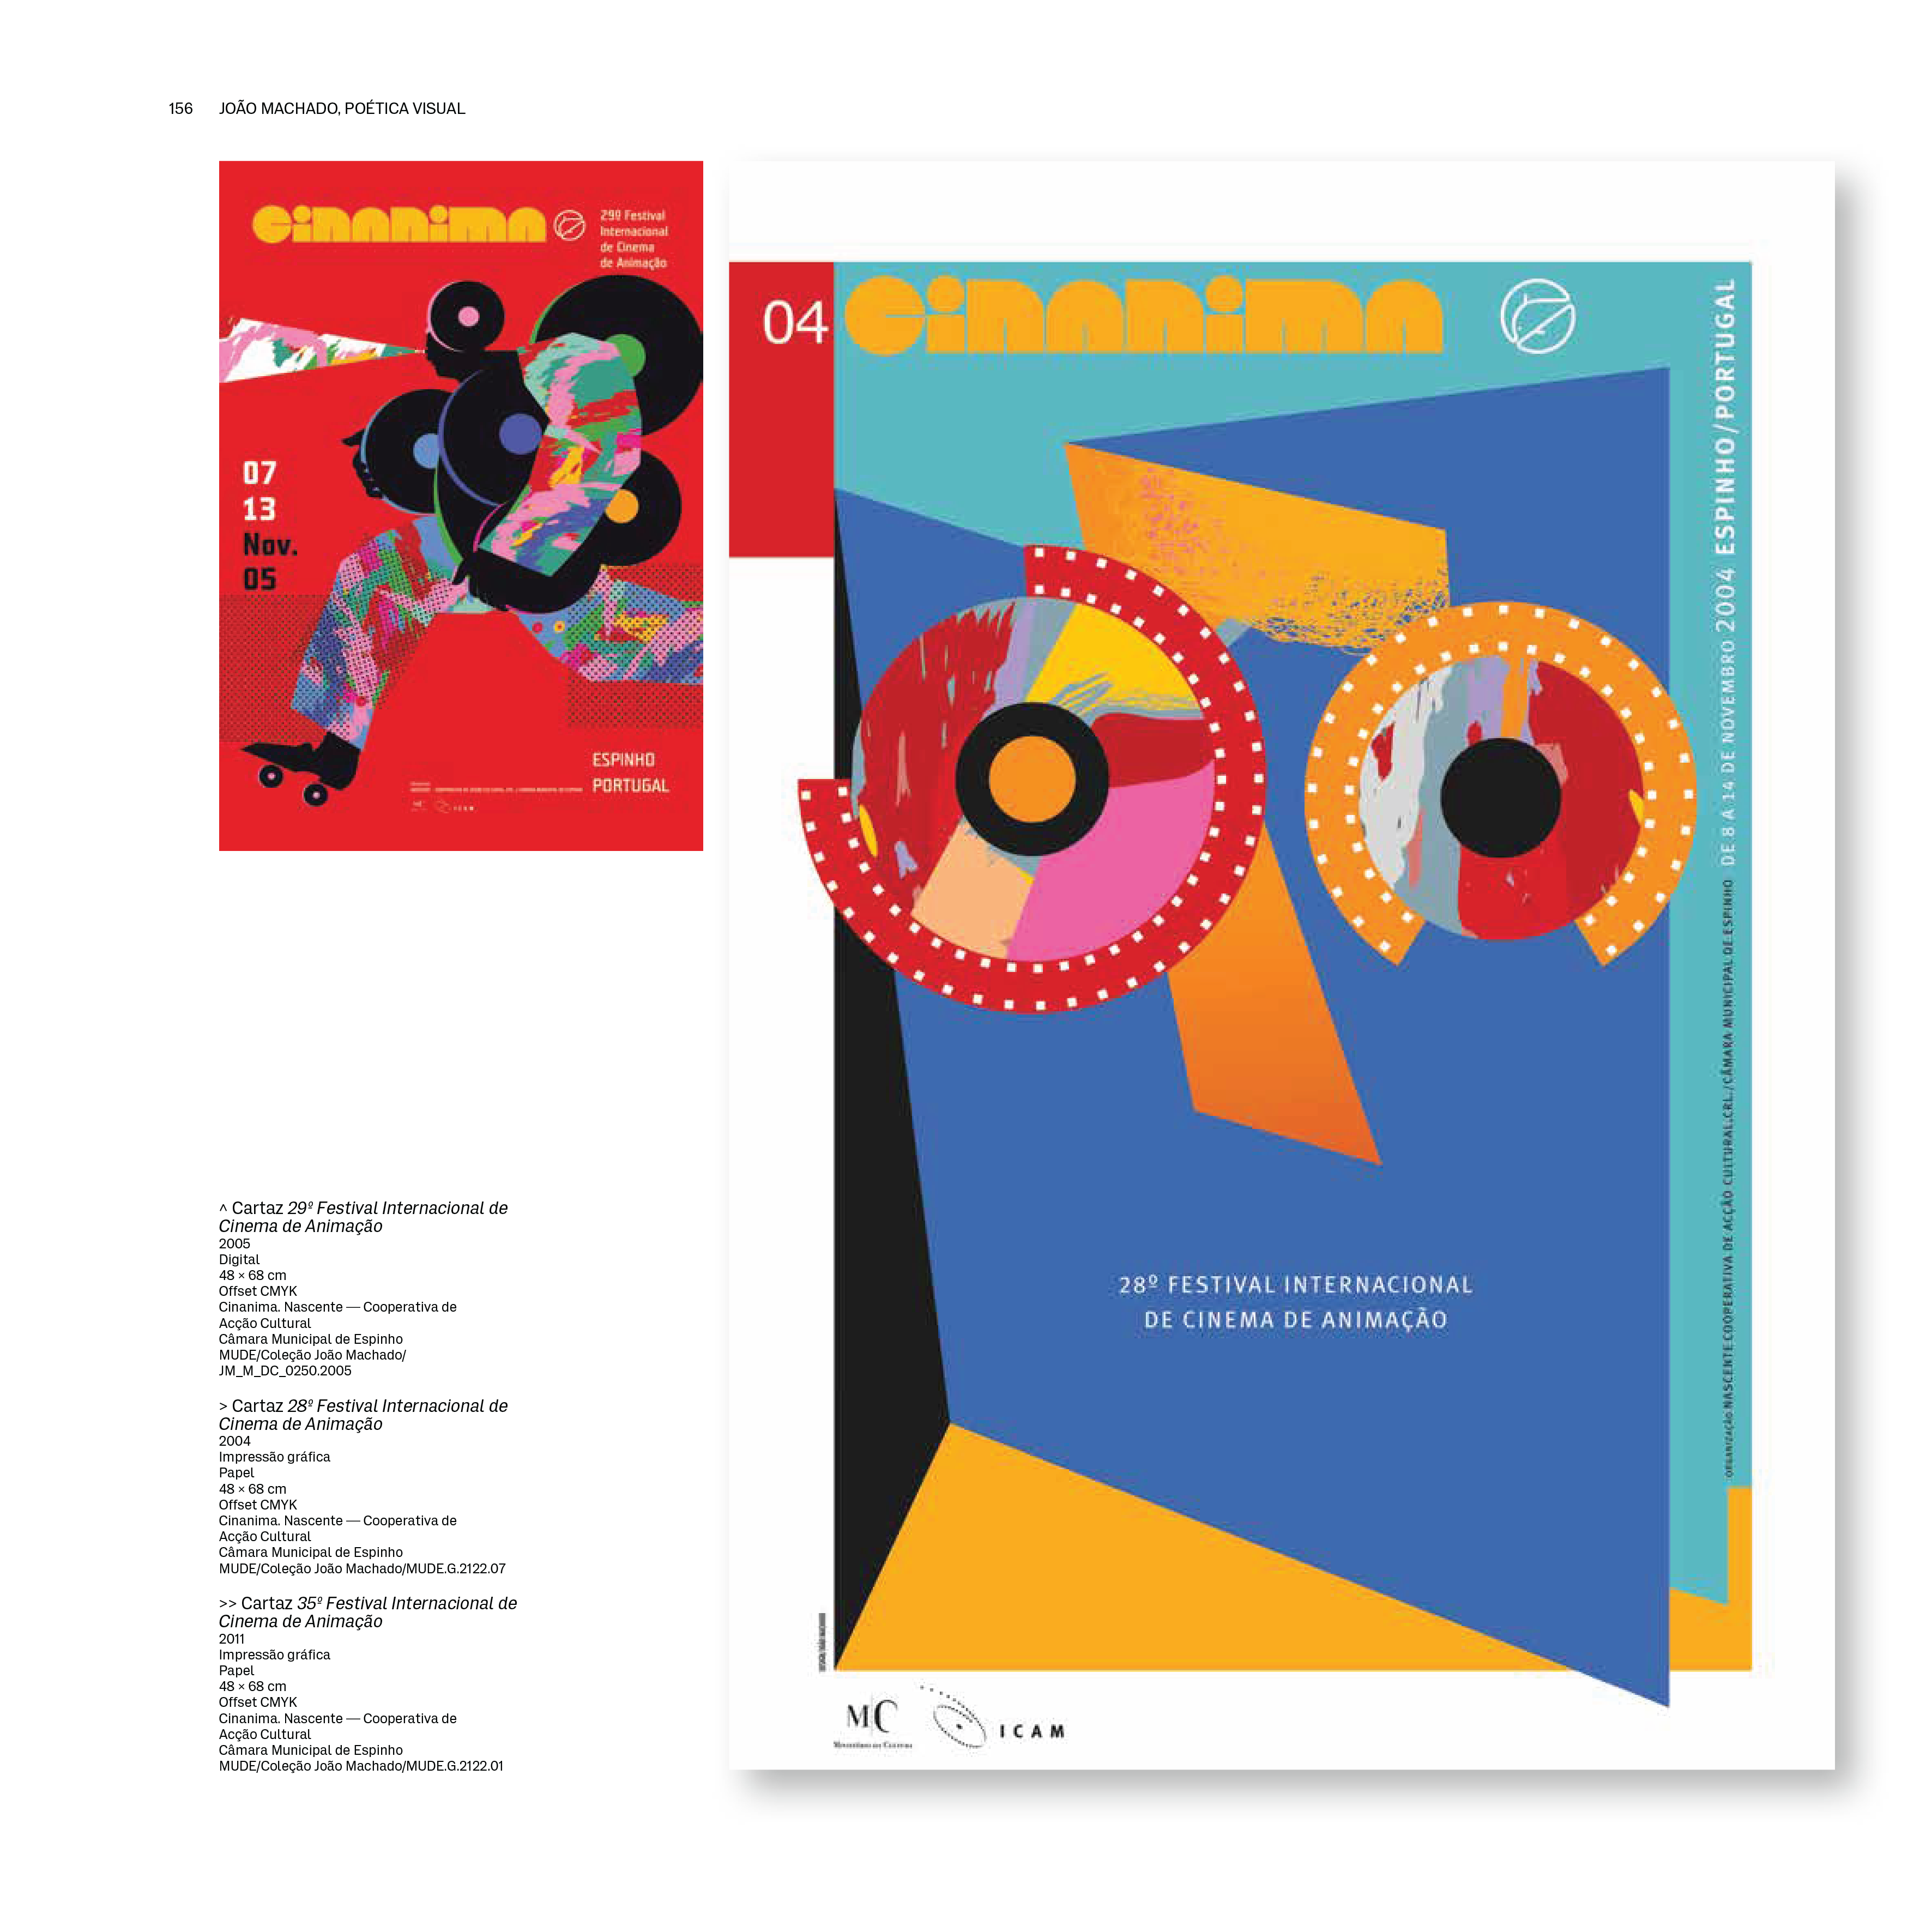 156 JOÃO MACHADO, POÉTICA VISUAL
cinanima
29º Festival
Internacional
de Cinema
de Animação
07
13
Nov.
05
ESPINHO
PORTUGAL
ICAM
04
cinanima
ORGANIZAÇÃO NASCENTE COOPERATIVA DE ACÇÃO CULTURAL, CRL. / CÂMARA MUNICIPAL DE ESPINHO DE 8 A 14 DE NOVEMBRO 2004 ESPINHO/PORTUGAL
28º FESTIVAL INTERNACIONAL
DE CINEMA DE ANIMAÇÃO
DESIGN/JOÃO MACHADO
MC
MINISTÉRIO DA CULTURA
ICAM
^ Cartaz 29º Festival Internacional de
Cinema de Animação
2005
Digital
48 × 68 cm
Offset CMYK
Cinanima. Nascente — Cooperativa de
Acção Cultural
Câmara Municipal de Espinho
MUDE/Coleção João Machado/
JM_M_DC_0250.2005
> Cartaz 28º Festival Internacional de
Cinema de Animação
2004
Impressão gráfica
Papel
48 × 68 cm
Offset CMYK
Cinanima. Nascente — Cooperativa de
Acção Cultural
Câmara Municipal de Espinho
MUDE/Coleção João Machado/MUDE.G.2122.07
>> Cartaz 35º Festival Internacional de
Cinema de Animação
2011
Impressão gráfica
Papel
48 × 68 cm
Offset CMYK
Cinanima. Nascente — Cooperativa de
Acção Cultural
Câmara Municipal de Espinho
MUDE/Coleção João Machado/MUDE.G.2122.01